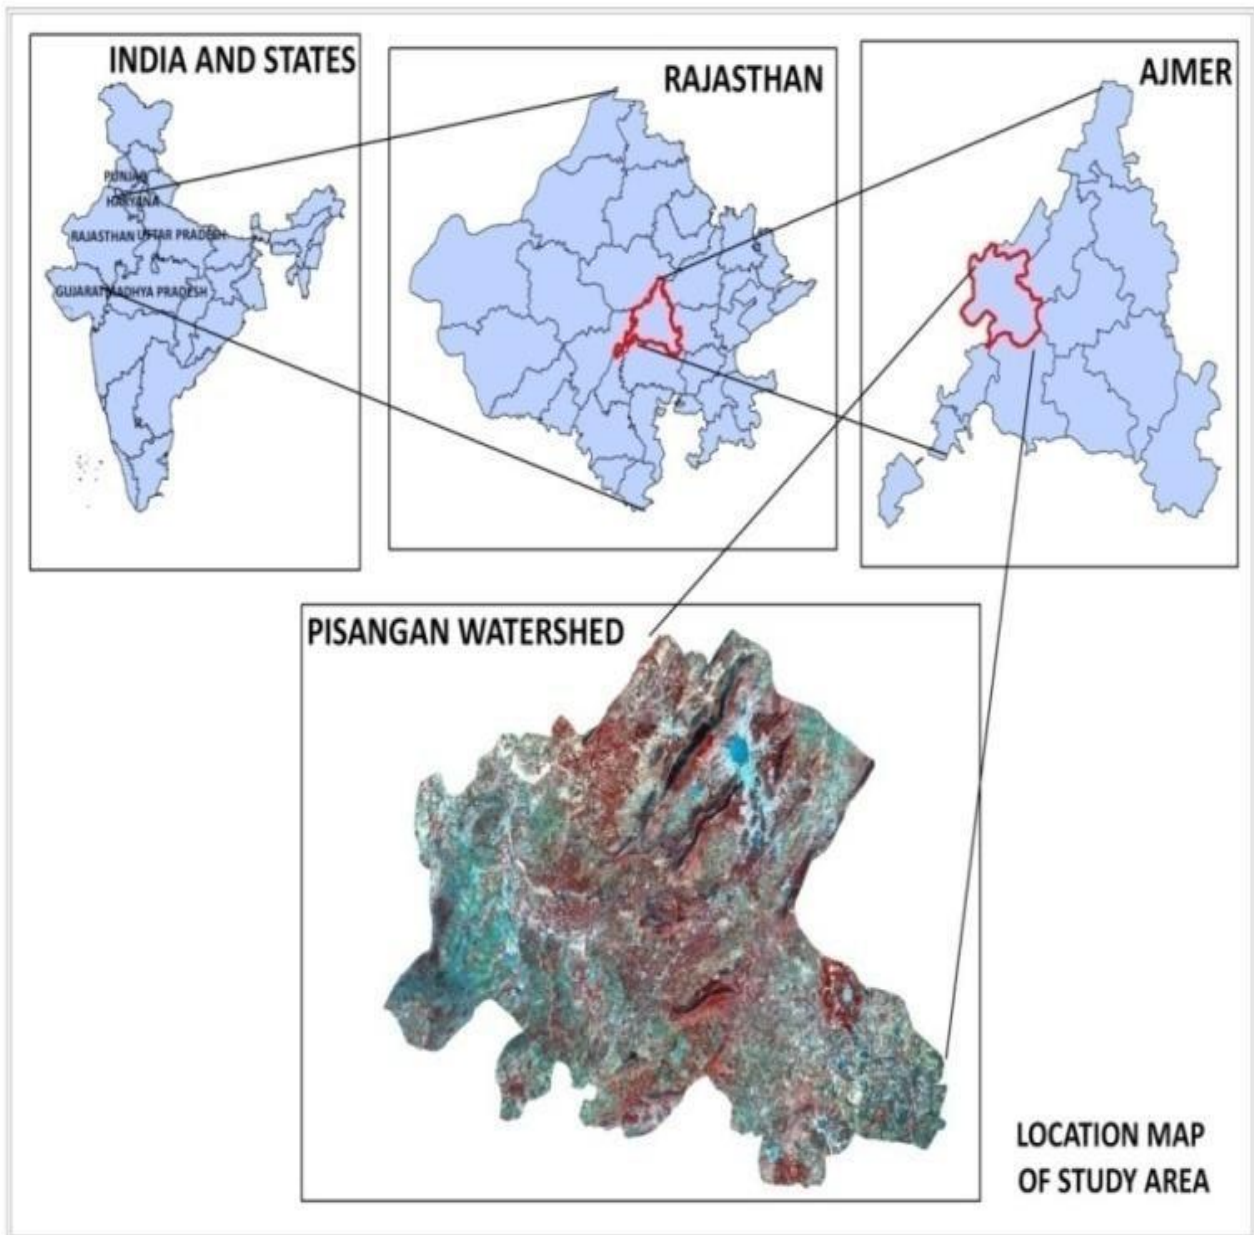 INDIA AND STATES
RAJASTHAN
AJMER
PUNJAB
HARYANA
RAJASTHAN UTTAR PRADESH
GUJARAT MADHYA PRADESH
PISANGAN WATERSHED
LOCATION MAP
OF STUDY AREA